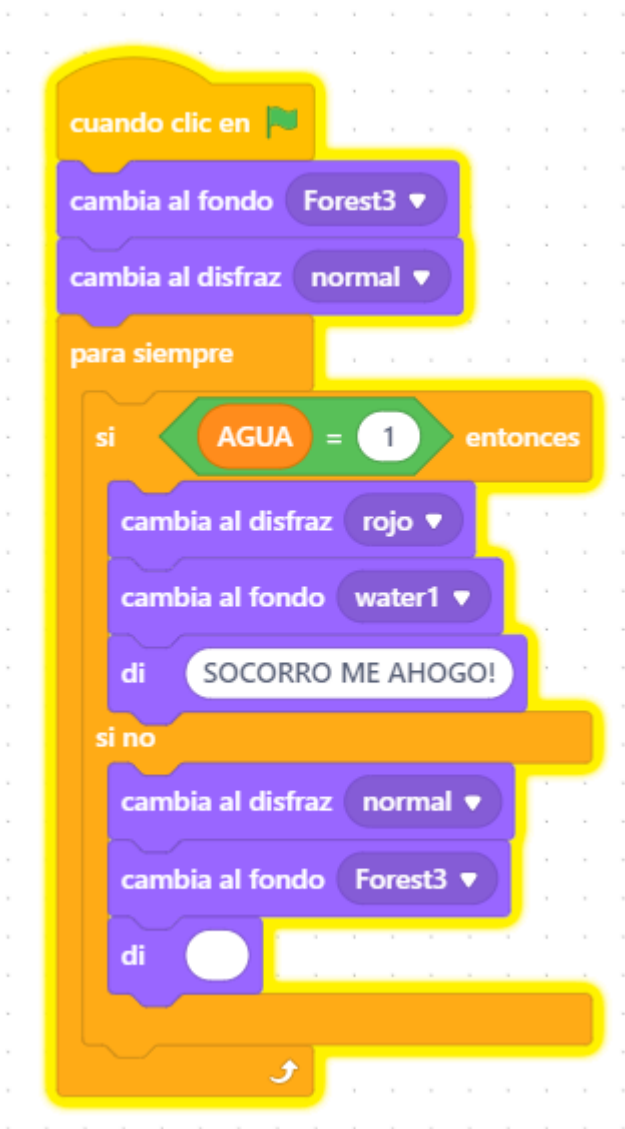 cuando clic en
cambia al fondo Forest3
cambia al disfraz normal
para siempre
si AGUA = 1 entonces
cambia al disfraz rojo
cambia al fondo water1
di SOCORRO ME AHOGO!
si no
cambia al disfraz normal
cambia al fondo Forest3
di